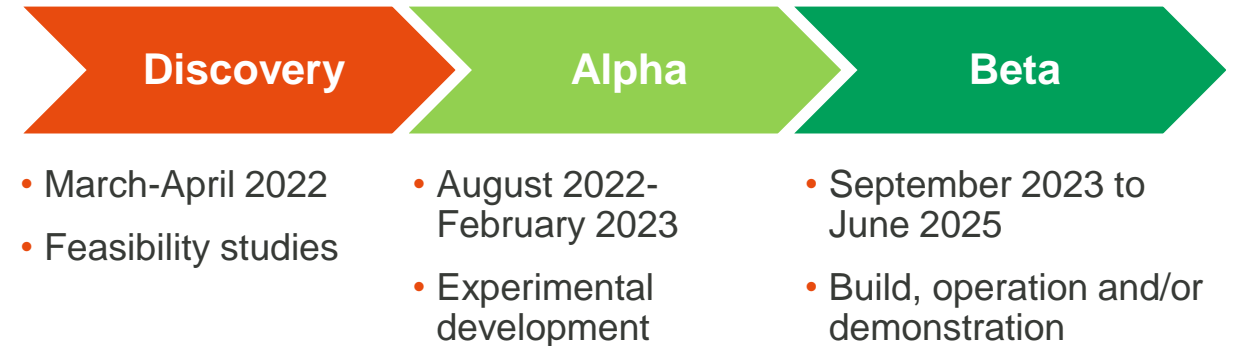 Discovery
Alpha
Beta
• March-April 2022
• Feasibility studies
• August 2022-
February 2023
• Experimental
development
• September 2023 to
June 2025
• Build, operation and/or
demonstration